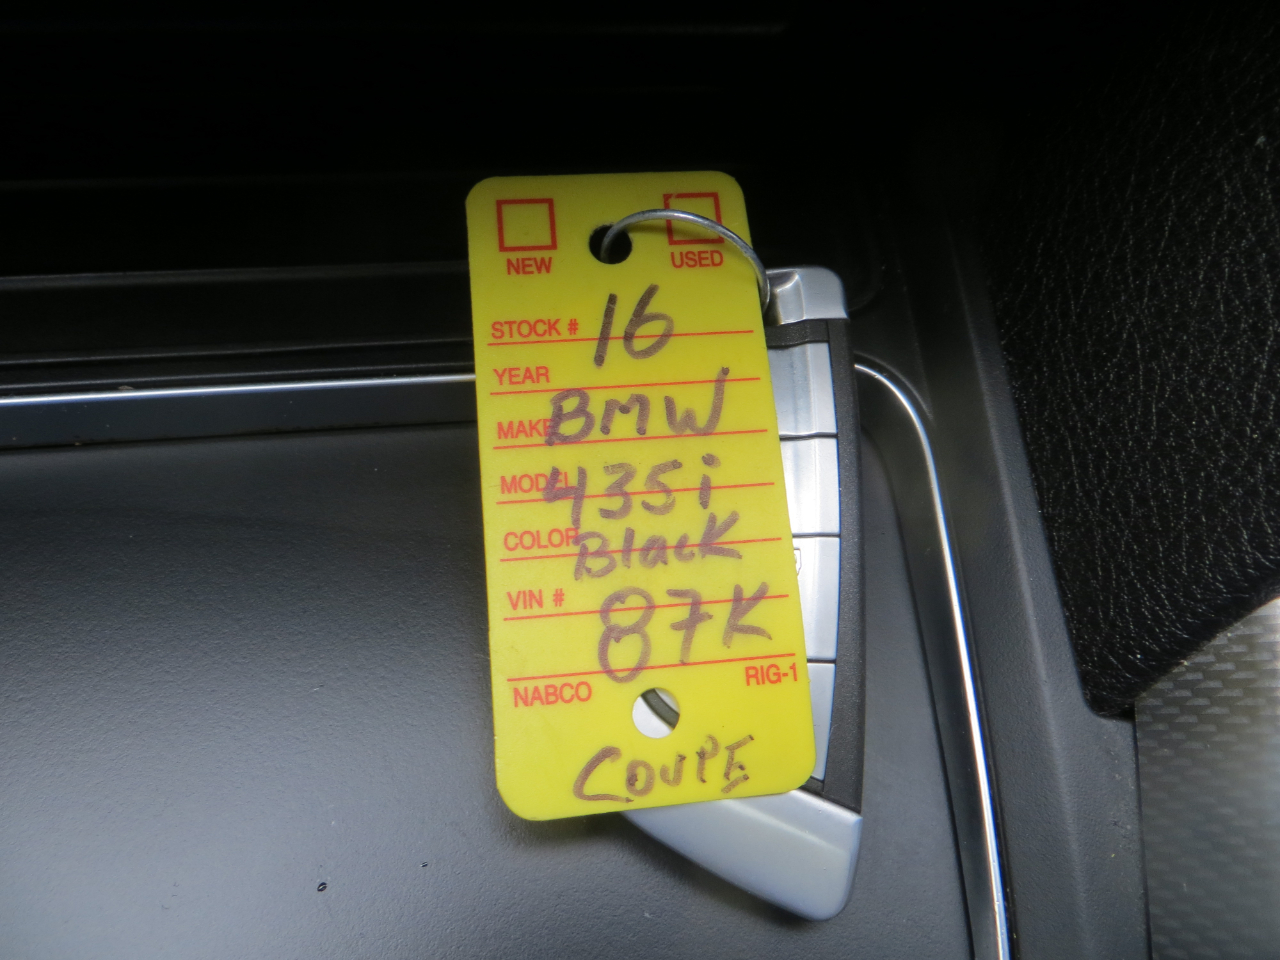 NEW USED
STOCK # 16
YEAR
MAKE BMW
MODEL 435i
COLOR Black
VIN # 87K
NABCO RIG-1
COUPE